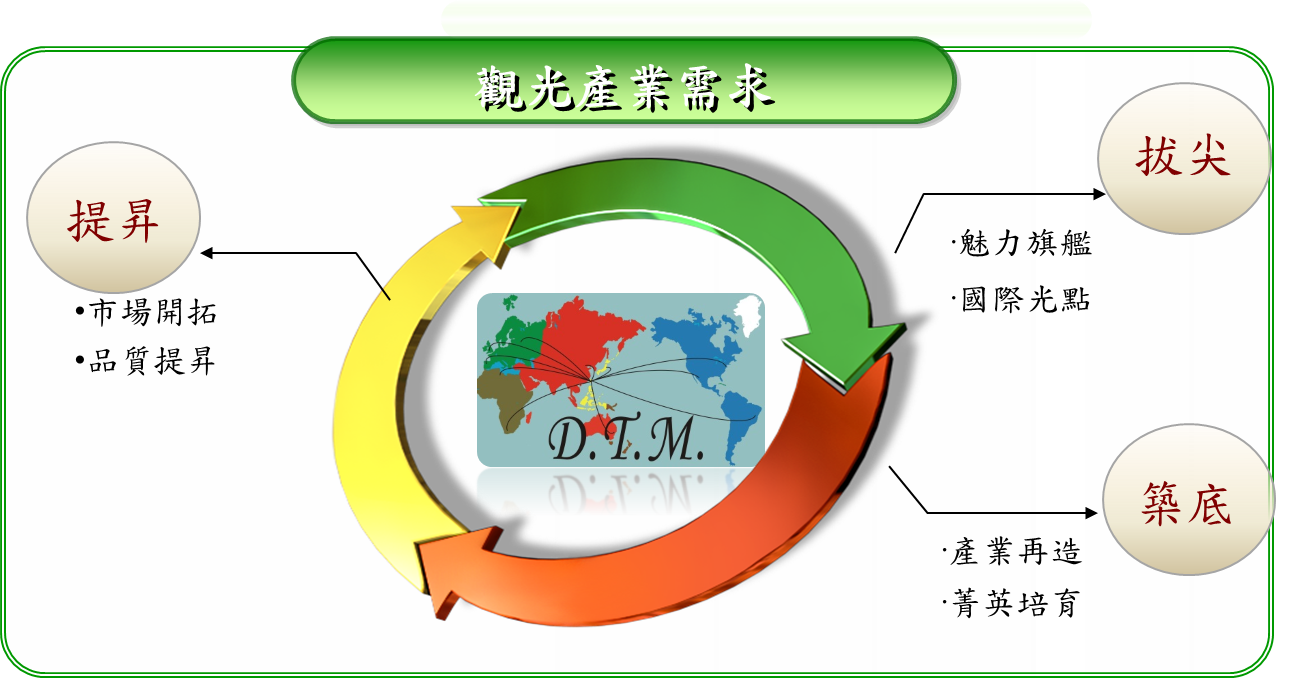 觀光產業需求
提昇
•市場開拓
•品質提昇
拔尖
·魅力旗艦
·國際光點
D.T.M.
築底
·產業再造
·菁英培育